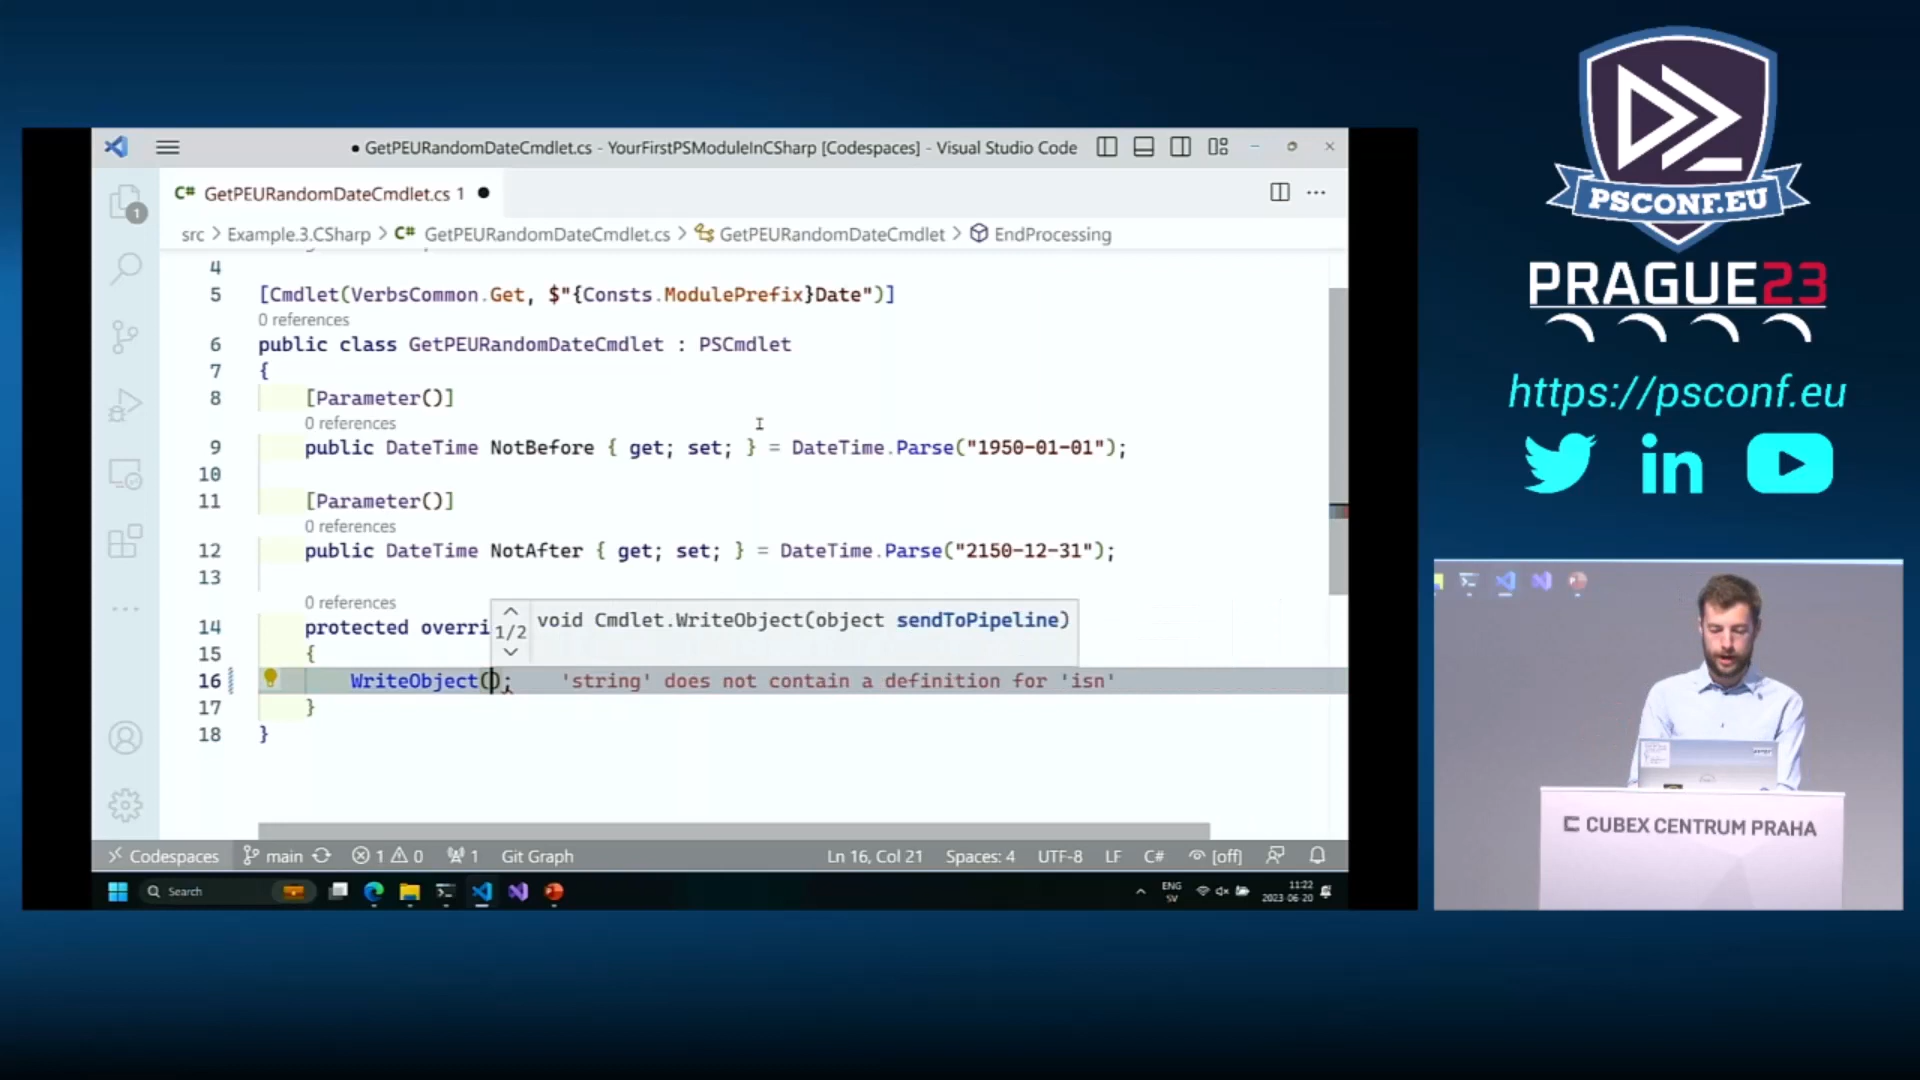 GetPEURandomDateCmdlet.cs - YourFirstPSModuleInCSharp [Codespaces] - Visual Studio Code
C# GetPEURandomDateCmdlet.cs 1
1
src > Example.3.CSharp > C# GetPEURandomDateCmdlet.cs > GetPEURandomDateCmdlet > EndProcessing
4
5 [Cmdlet(VerbsCommon.Get, $"{Consts.ModulePrefix}Date")]
0 references
6 public class GetPEURandomDateCmdlet : PSCmdlet
7 {
8 [Parameter()]
0 references
9 public DateTime NotBefore { get; set; } = DateTime.Parse("1950-01-01");
10
11 [Parameter()]
0 references
12 public DateTime NotAfter { get; set; } = DateTime.Parse("2150-12-31");
13
0 references
14 protected overri
1/2 void Cmdlet.WriteObject(object sendToPipeline)
15 {
16 WriteObject(); 'string' does not contain a definition for 'isn'
17 }
18 }
Codespaces main 1 0 1 Git Graph Ln 16, Col 21 Spaces: 4 UTF-8 LF C# [off]
Search ENG SV 11:22 2023-06-20
PSCONF.EU
PRAGUE23
https://psconf.eu
in
CUBEX CENTRUM PRAHA